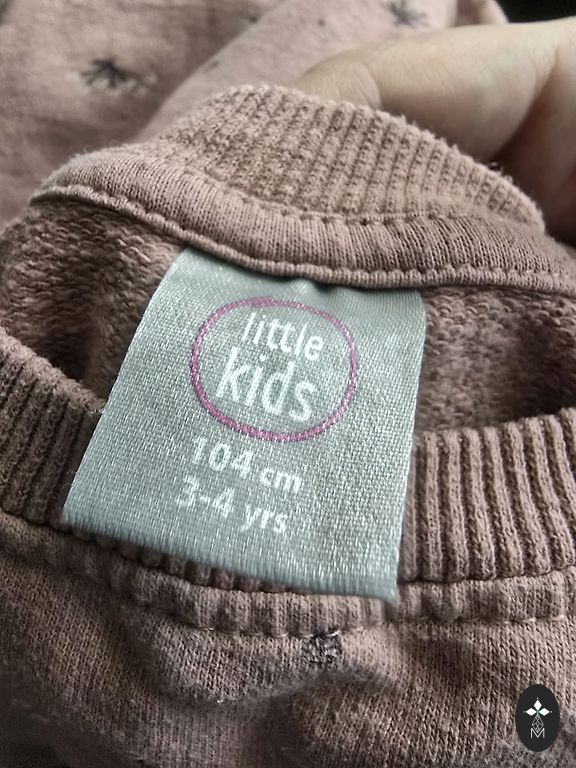 little
kids
104 cm
3-4 yrs
M